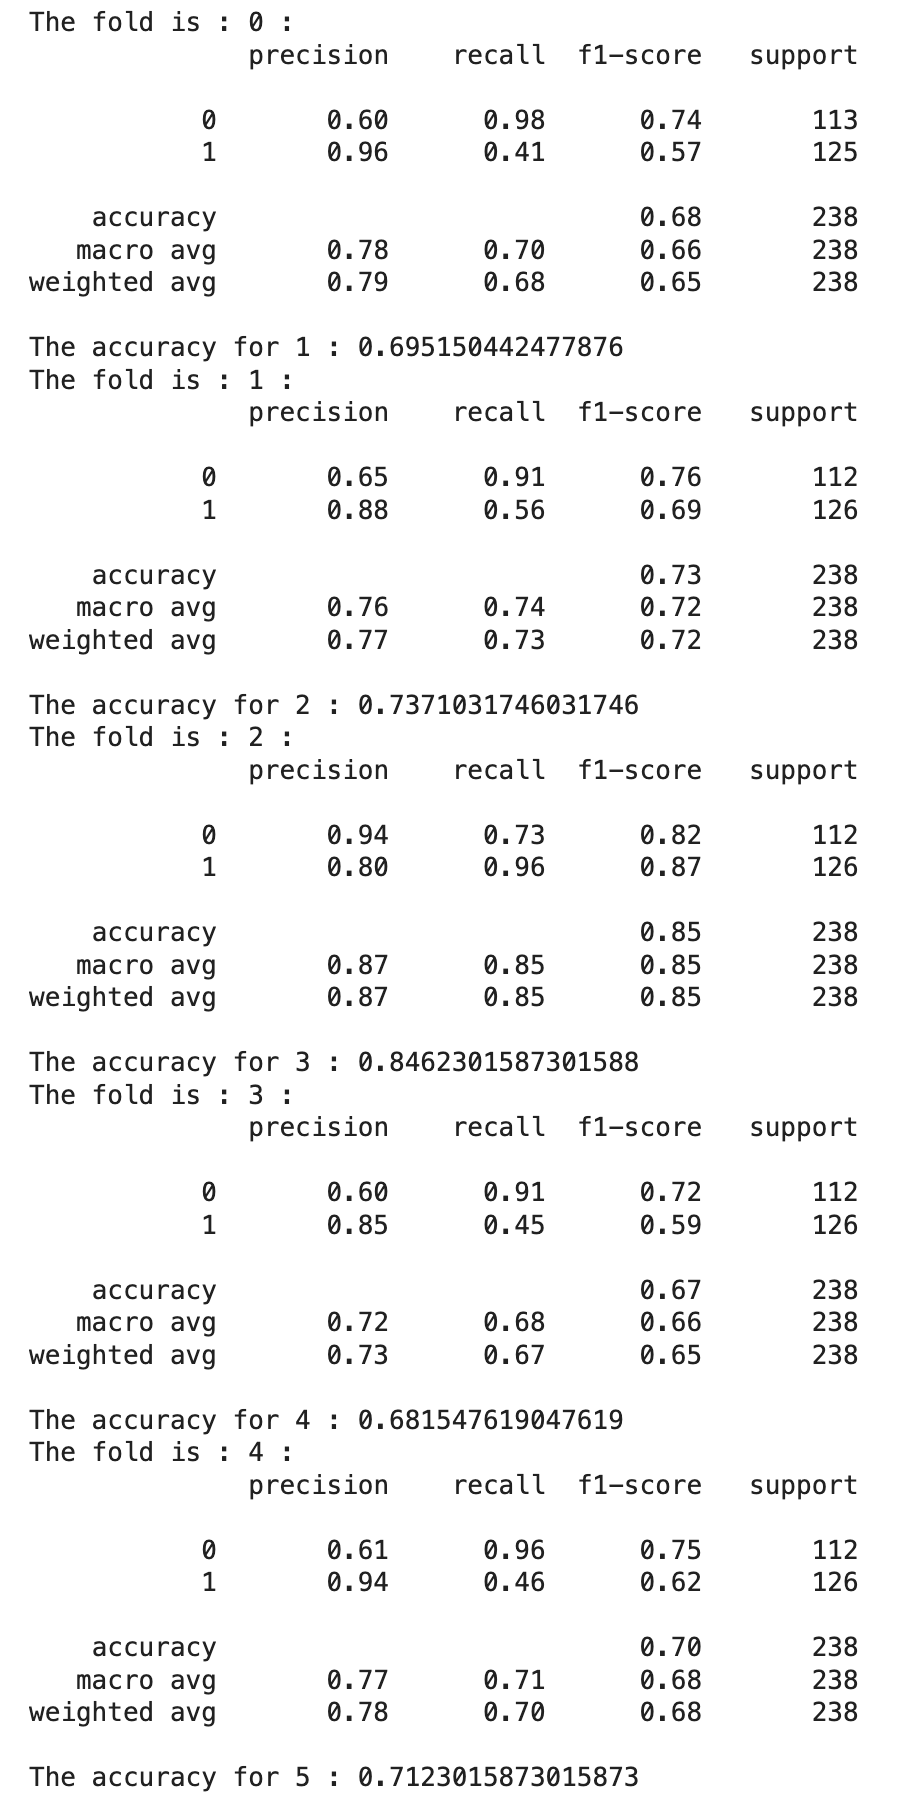 The fold is : 0 :
precision recall f1-score support
0 0.60 0.98 0.74 113
1 0.96 0.41 0.57 125
accuracy 0.68 238
macro avg 0.78 0.70 0.66 238
weighted avg 0.79 0.68 0.65 238
The accuracy for 1 : 0.695150442477876
The fold is : 1 :
precision recall f1-score support
0 0.65 0.91 0.76 112
1 0.88 0.56 0.69 126
accuracy 0.73 238
macro avg 0.76 0.74 0.72 238
weighted avg 0.77 0.73 0.72 238
The accuracy for 2 : 0.7371031746031746
The fold is : 2 :
precision recall f1-score support
0 0.94 0.73 0.82 112
1 0.80 0.96 0.87 126
accuracy 0.85 238
macro avg 0.87 0.85 0.85 238
weighted avg 0.87 0.85 0.85 238
The accuracy for 3 : 0.8462301587301588
The fold is : 3 :
precision recall f1-score support
0 0.60 0.91 0.72 112
1 0.85 0.45 0.59 126
accuracy 0.67 238
macro avg 0.72 0.68 0.66 238
weighted avg 0.73 0.67 0.65 238
The accuracy for 4 : 0.681547619047619
The fold is : 4 :
precision recall f1-score support
0 0.61 0.96 0.75 112
1 0.94 0.46 0.62 126
accuracy 0.70 238
macro avg 0.77 0.71 0.68 238
weighted avg 0.78 0.70 0.68 238
The accuracy for 5 : 0.7123015873015873